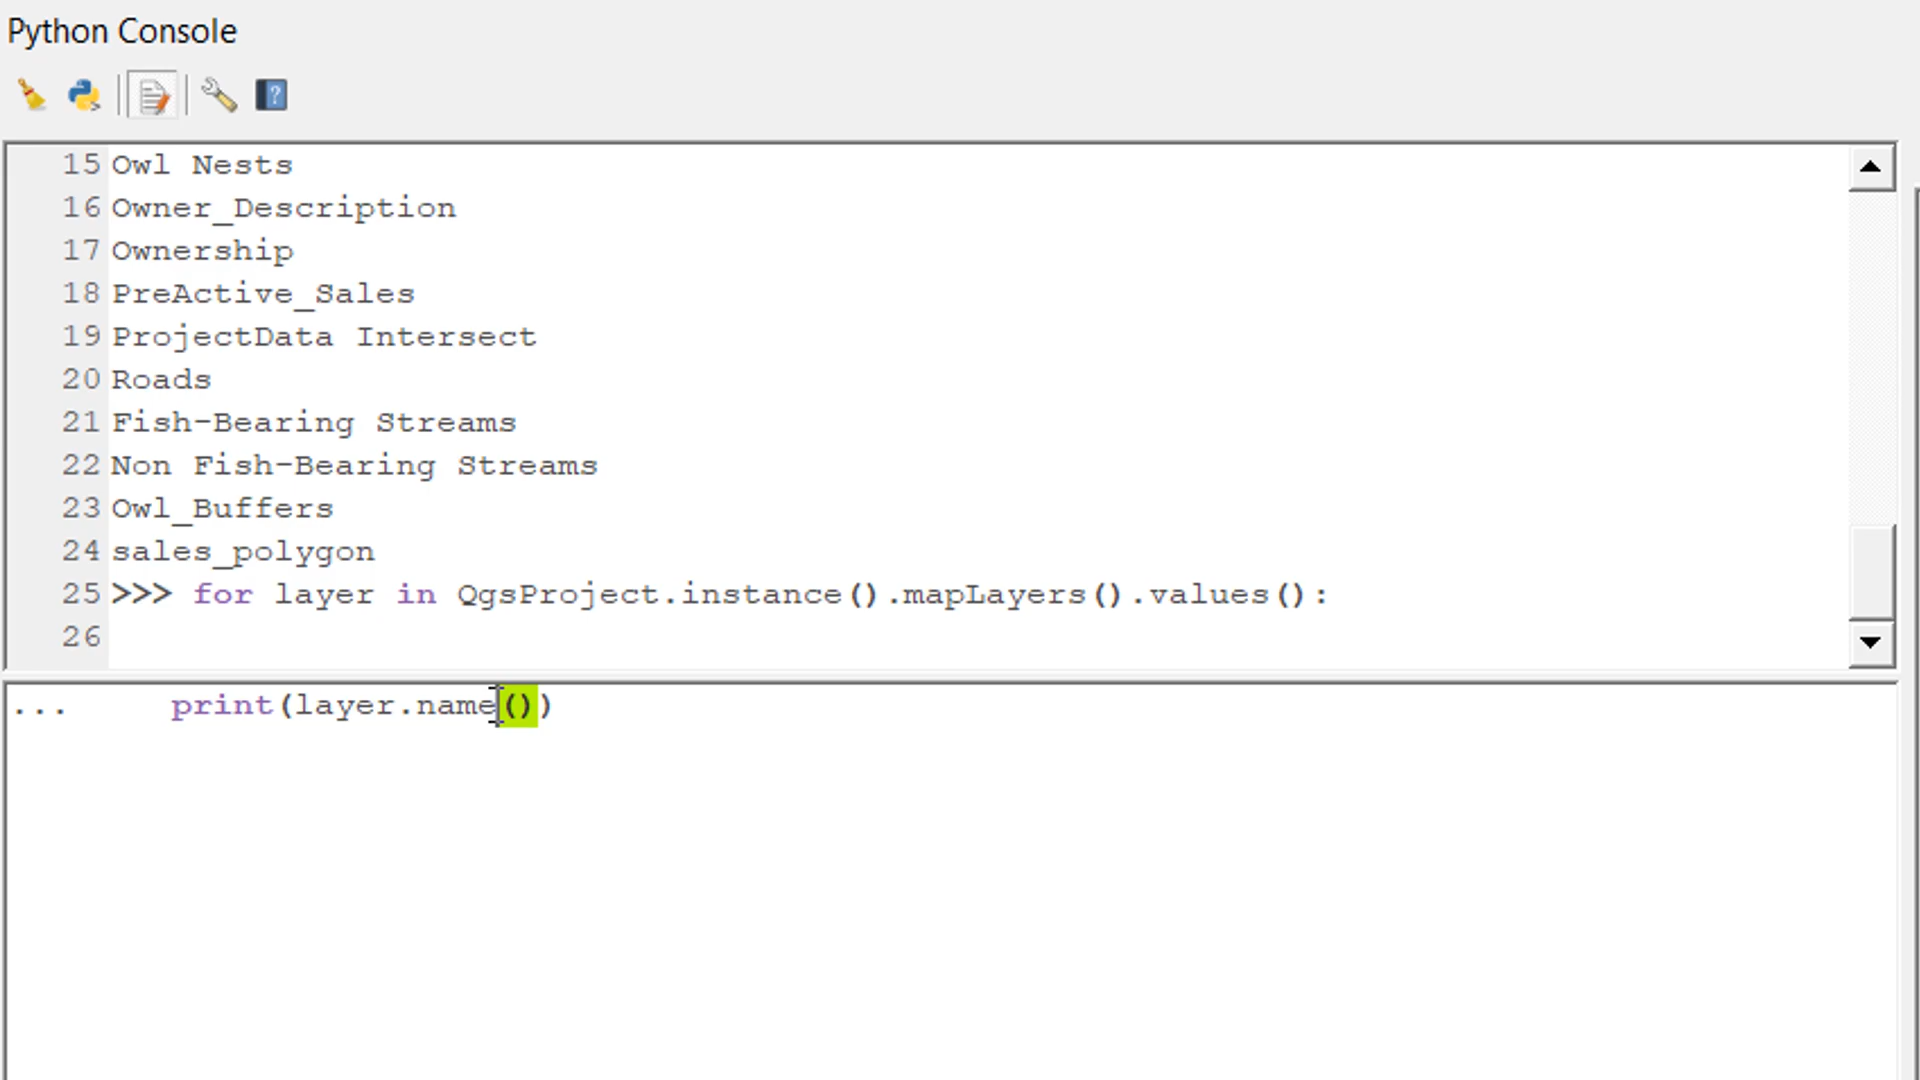 Python Console
15 Owl Nests
16 Owner_Description
17 Ownership
18 PreActive_Sales
19 ProjectData Intersect
20 Roads
21 Fish-Bearing Streams
22 Non Fish-Bearing Streams
23 Owl_Buffers
24 sales_polygon
25 >>> for layer in QgsProject.instance().mapLayers().values():
26
...     print(layer.name())